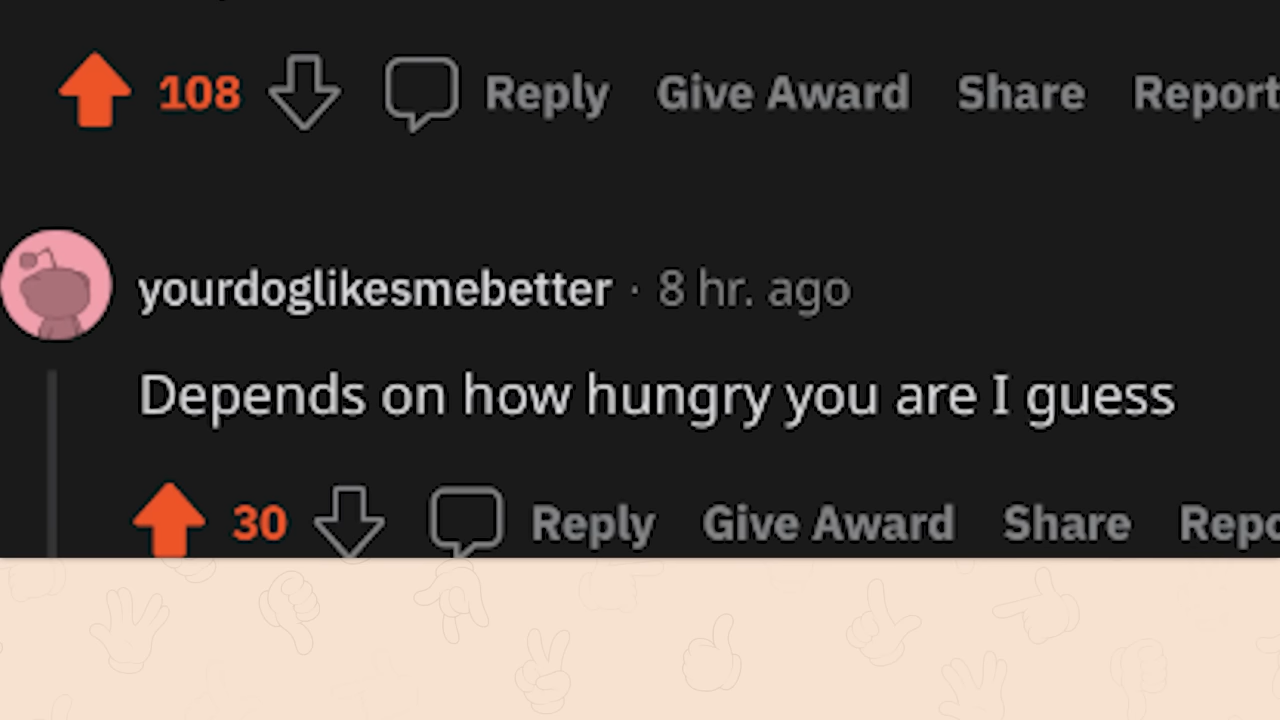 108 Reply Give Award Share Report
yourdoglikesmebetter · 8 hr. ago
Depends on how hungry you are I guess
30 Reply Give Award Share Repo